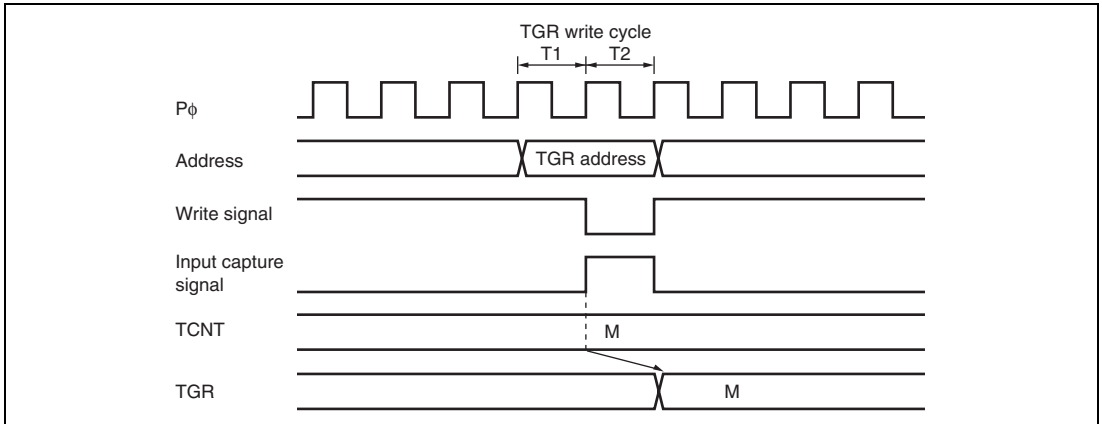 TGR write cycle
T1 T2
Pϕ
Address
TGR address
Write signal
Input capture
signal
TCNT
M
TGR
M